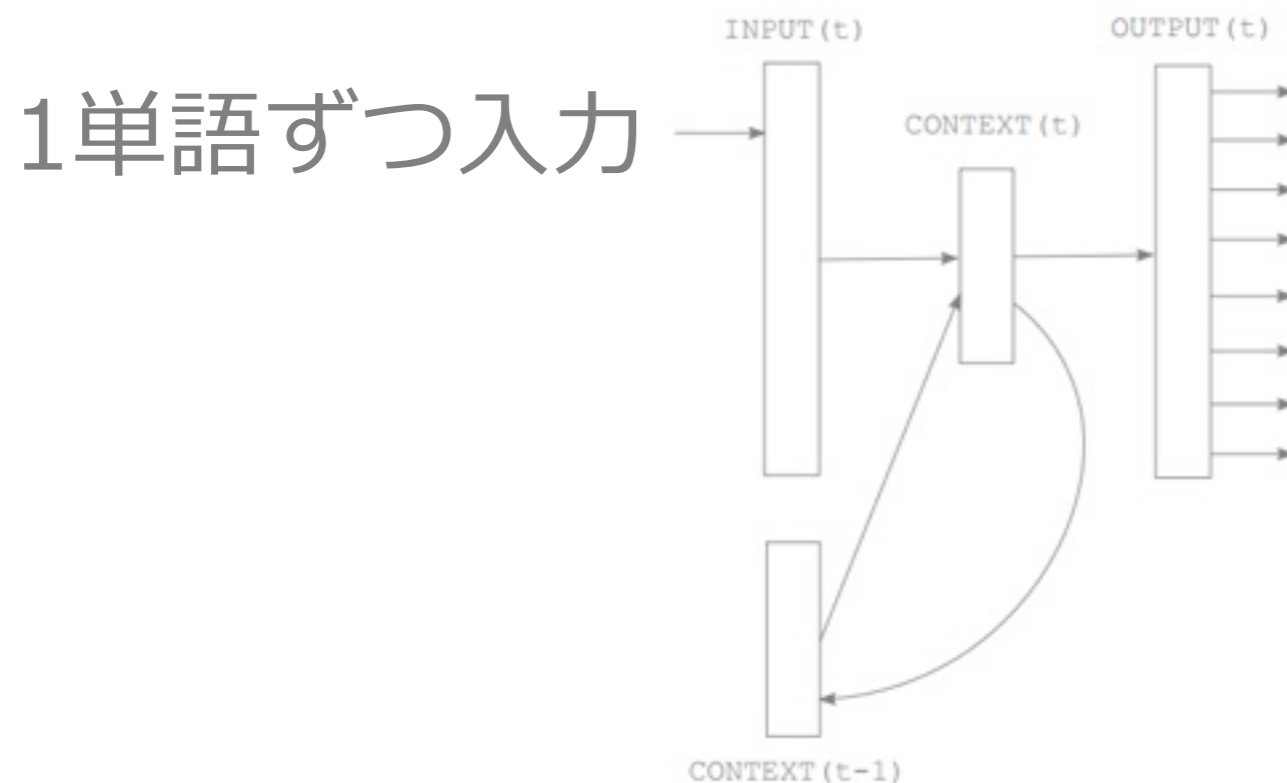 INPUT(t)
OUTPUT(t)
1単語ずつ入力
CONTEXT(t)
CONTEXT(t-1)